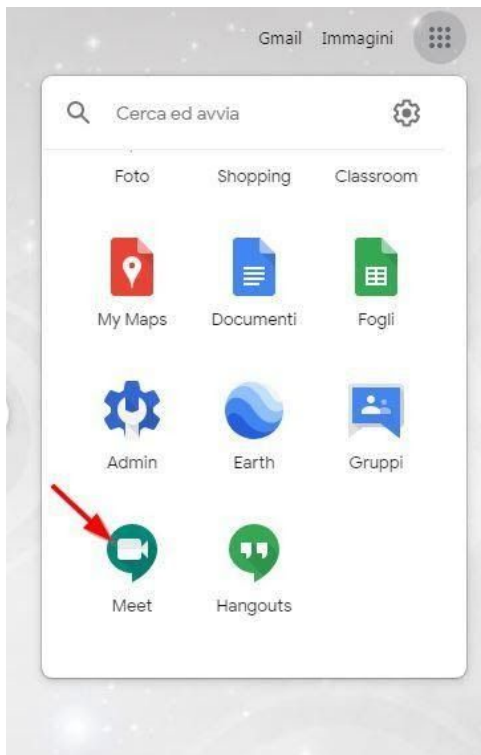 Gmail Immagini
Cerca ed avvia
Foto Shopping Classroom
My Maps Documenti Fogli
Admin Earth Gruppi
Meet Hangouts